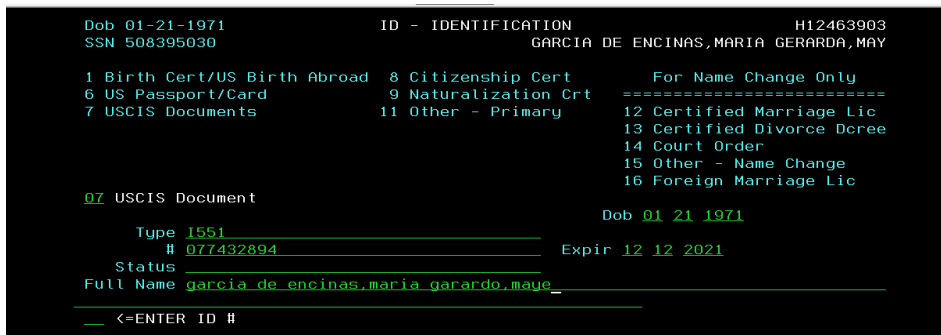 Dob 01-21-1971 ID - IDENTIFICATION H12463903
SSN 508395030 GARCIA DE ENCINAS,MARIA GERARDA,MAY
1 Birth Cert/US Birth Abroad 8 Citizenship Cert For Name Change Only
6 US Passport/Card 9 Naturalization Crt ==========================
7 USCIS Documents 11 Other - Primary 12 Certified Marriage Lic
13 Certified Divorce Dcree
14 Court Order
15 Other - Name Change
16 Foreign Marriage Lic
07 USCIS Document
Dob 01 21 1971
Type I551
# 077432894 Expir 12 12 2021
Status
Full Name garcia de encinas,maria garardo,maye_
__ <=ENTER ID #